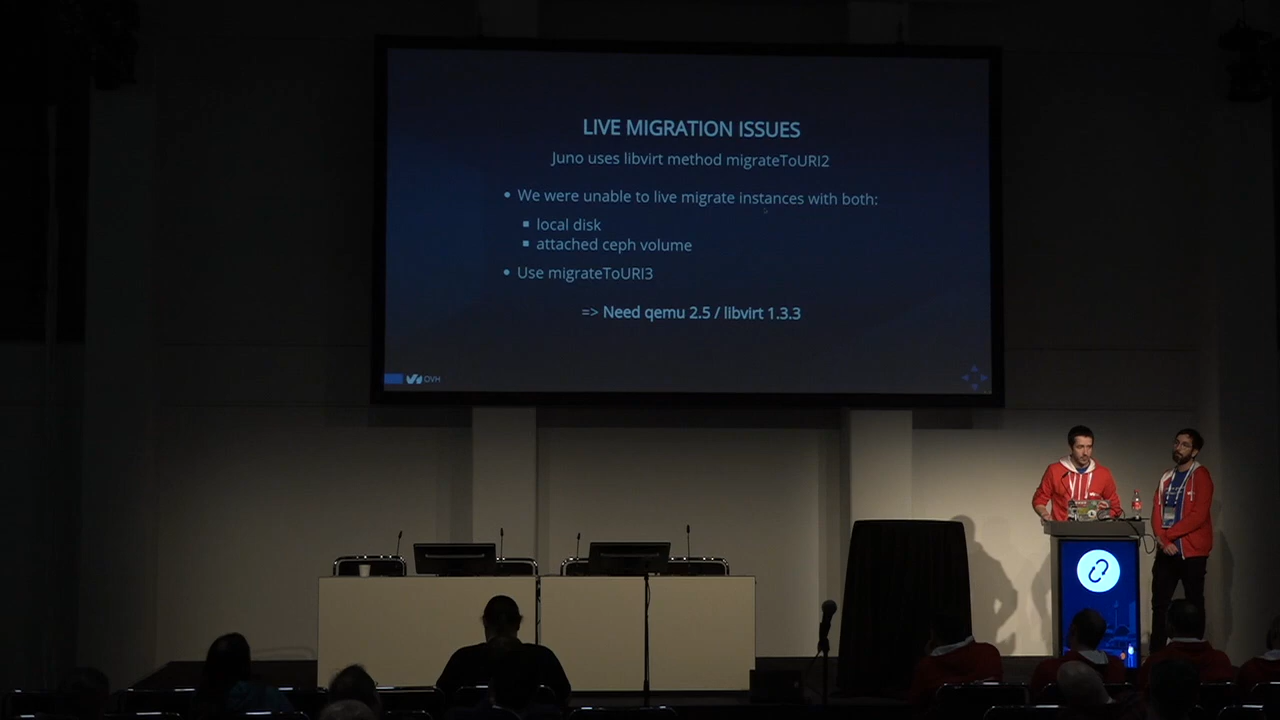 LIVE MIGRATION ISSUES
Juno uses libvirt method migrateToURI2
• We were unable to live migrate instances with both:
▪ local disk
▪ attached ceph volume
• Use migrateToURI3
=> Need qemu 2.5 / libvirt 1.3.3
OVH